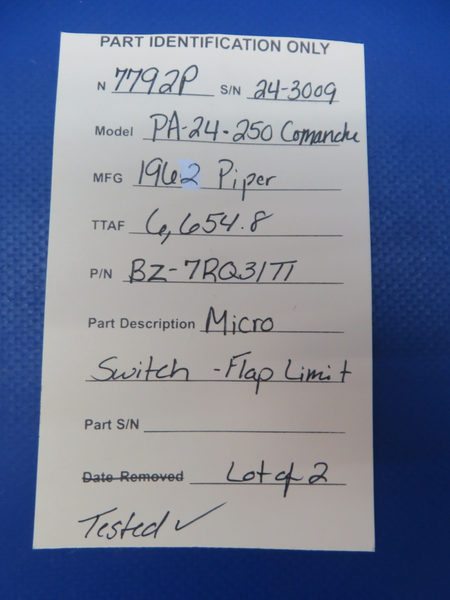 PART IDENTIFICATION ONLY
N 7792P S/N 24-3009
Model PA-24-250 Comanche
MFG 1962 Piper
TTAF 6,654.8
P/N BZ-7RQ31T1
Part Description Micro
Switch - Flap Limit
Part S/N
Date Removed Lot of 2
Tested ✓